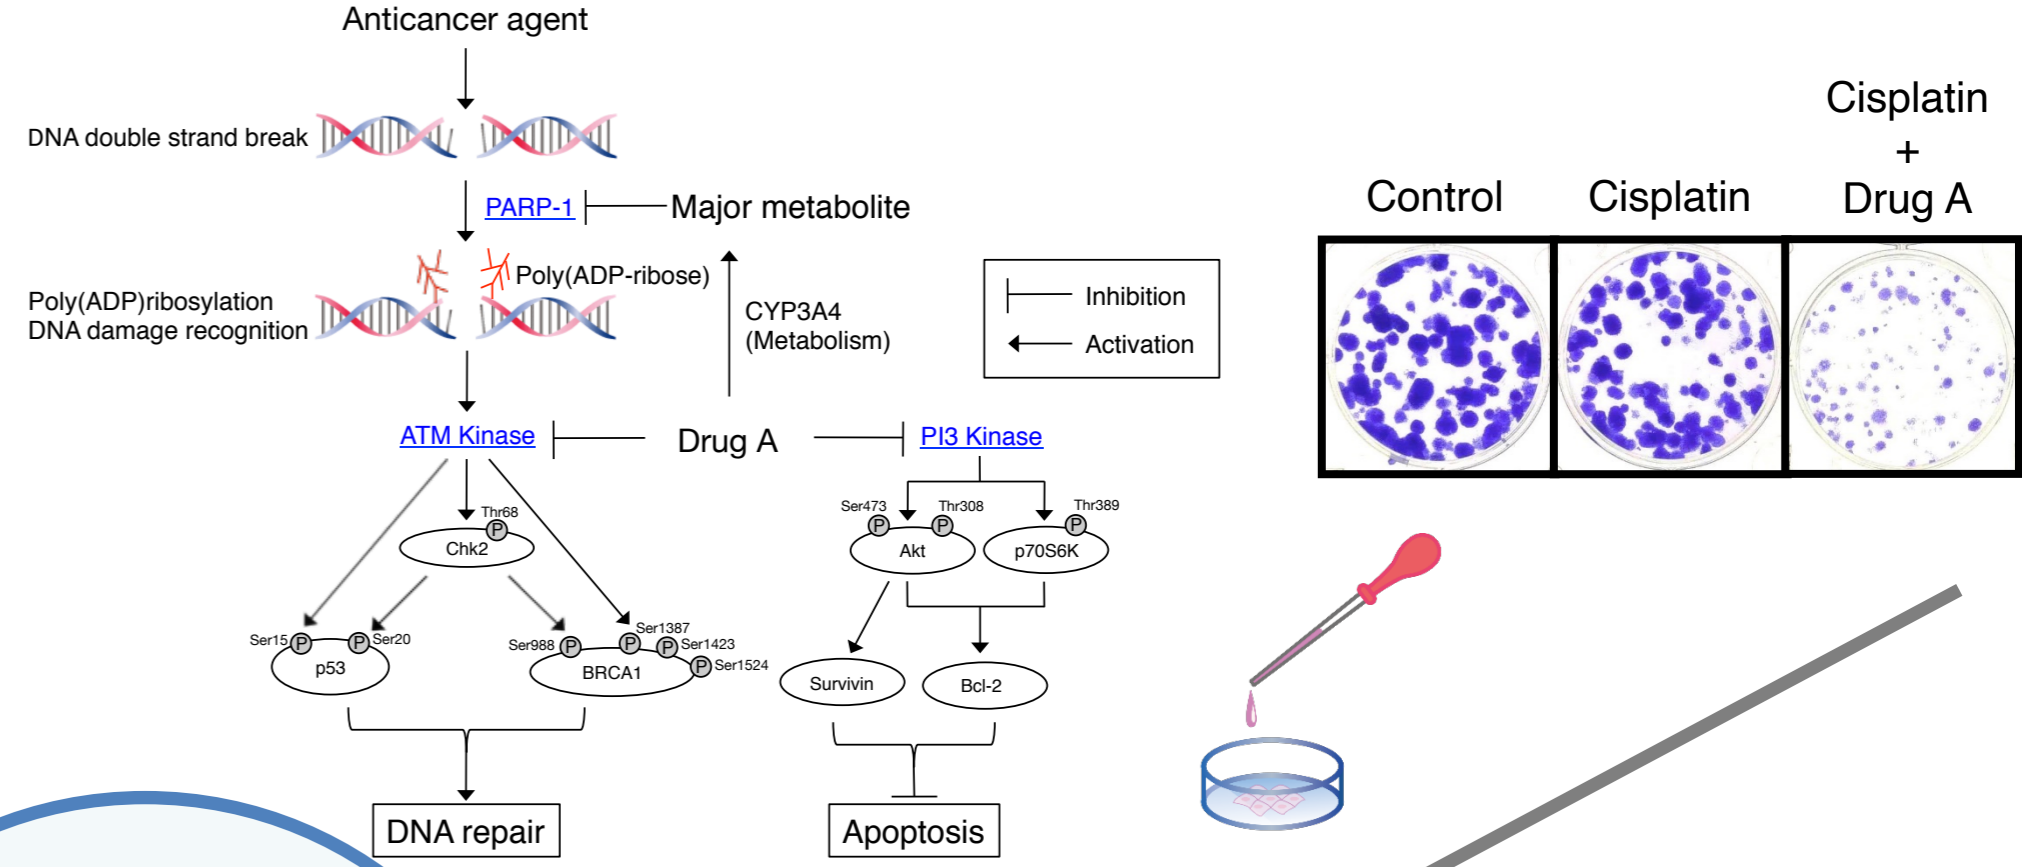 Anticancer agent
DNA double strand break
PARP-1
Major metabolite
Poly(ADP-ribose)
Poly(ADP)ribosylation
DNA damage recognition
CYP3A4
(Metabolism)
Inhibition
Activation
ATM Kinase
Drug A
PI3 Kinase
Thr68
P
Chk2
Ser473
P
Thr308
P
Akt
Thr389
P
p70S6K
Ser15
P
P
Ser20
p53
Ser988
P
Ser1387
P
P
Ser1423
P
Ser1524
BRCA1
Survivin
Bcl-2
DNA repair
Apoptosis
Control
Cisplatin
Cisplatin
+
Drug A